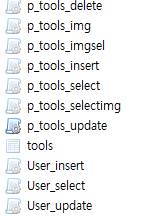 p_tools_delete
p_tools_img
p_tools_imgsel
p_tools_insert
p_tools_select
p_tools_selectimg
p_tools_update
tools
User_insert
User_select
User_update